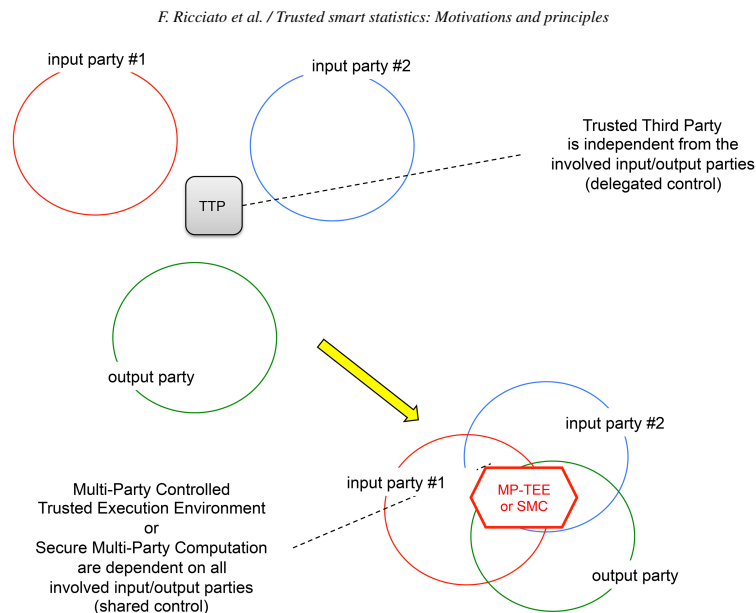 F. Ricciato et al. / Trusted smart statistics: Motivations and principles
input party #1
input party #2
Trusted Third Party
is independent from the
involved input/output parties
(delegated control)
TTP
output party
input party #2
input party #1
MP-TEE
or SMC
Multi-Party Controlled
Trusted Execution Environment
or
Secure Multi-Party Computation
are dependent on all
involved input/output parties
(shared control)
output party